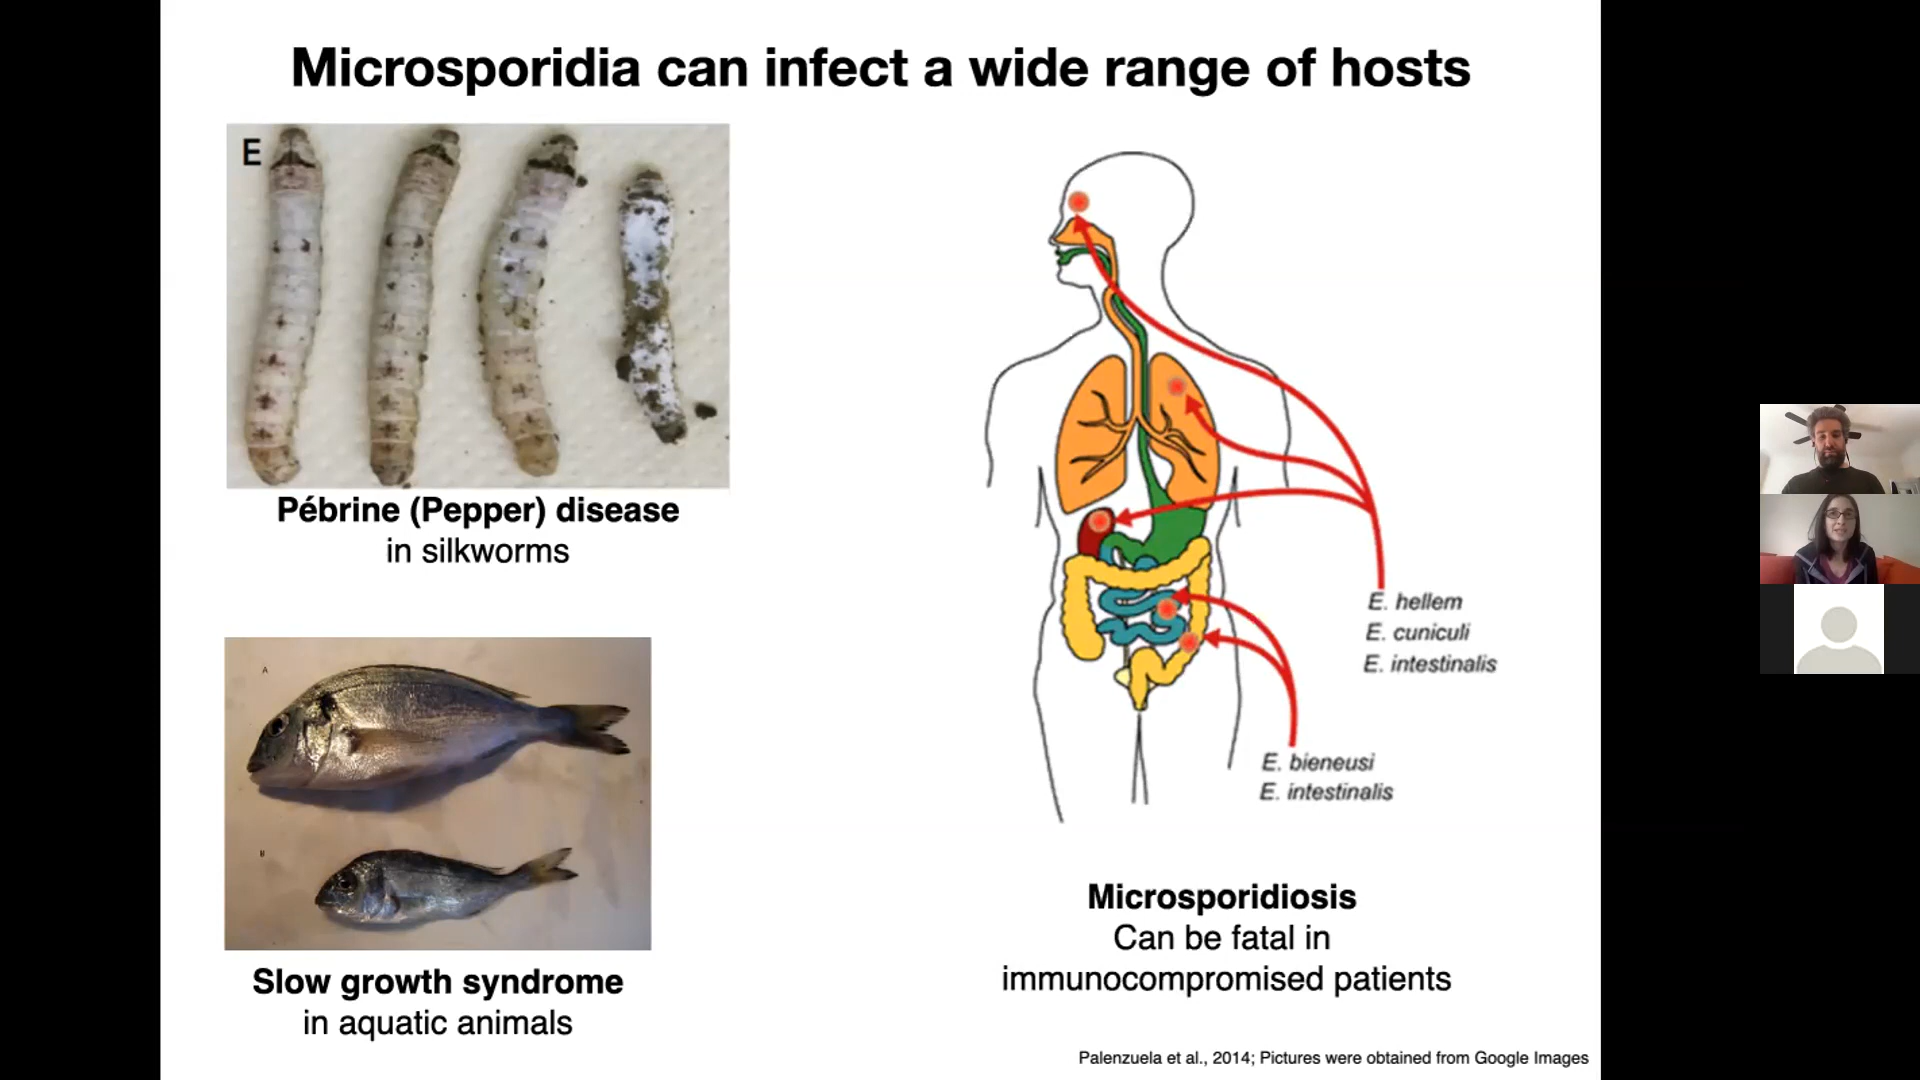 Microsporidia can infect a wide range of hosts
E
Pébrine (Pepper) disease
in silkworms
A
B
Slow growth syndrome
in aquatic animals
E. hellem
E. cuniculi
E. intestinalis
E. bieneusi
E. intestinalis
Microsporidiosis
Can be fatal in
immunocompromised patients
Palenzuela et al., 2014; Pictures were obtained from Google Images